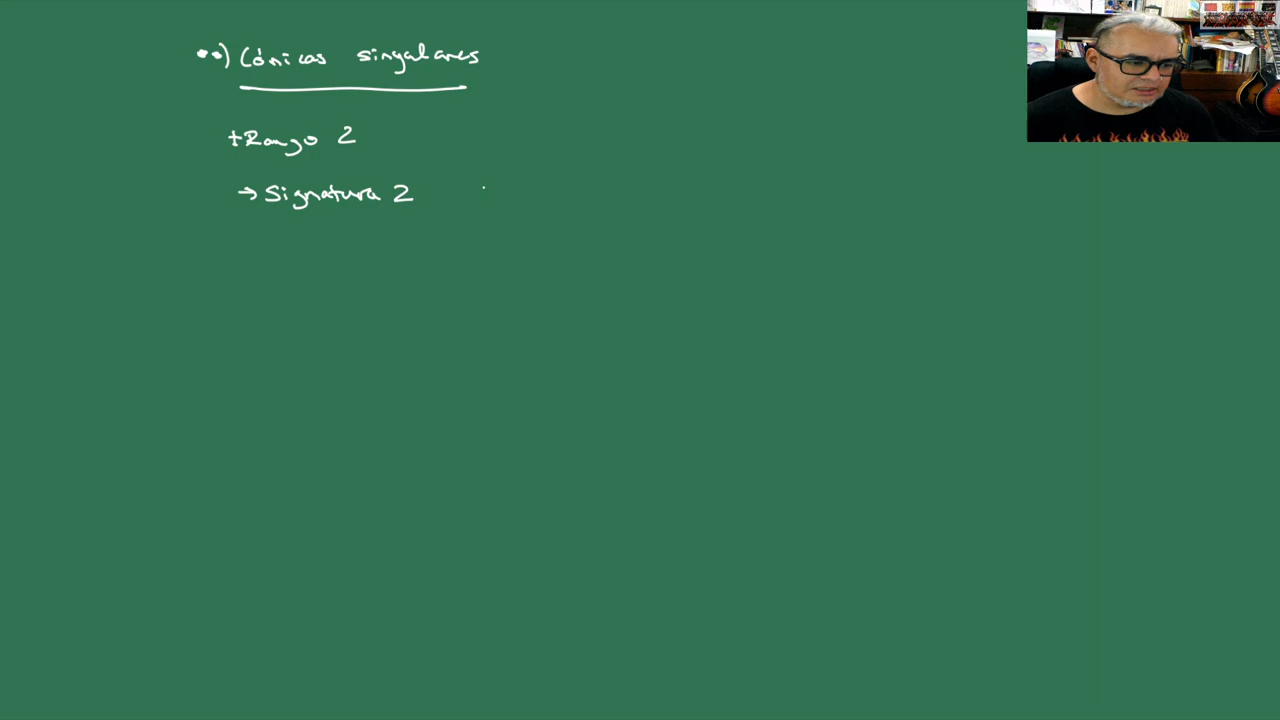 ••) Cónicas singulares
+Rango 2
→ Signatura 2